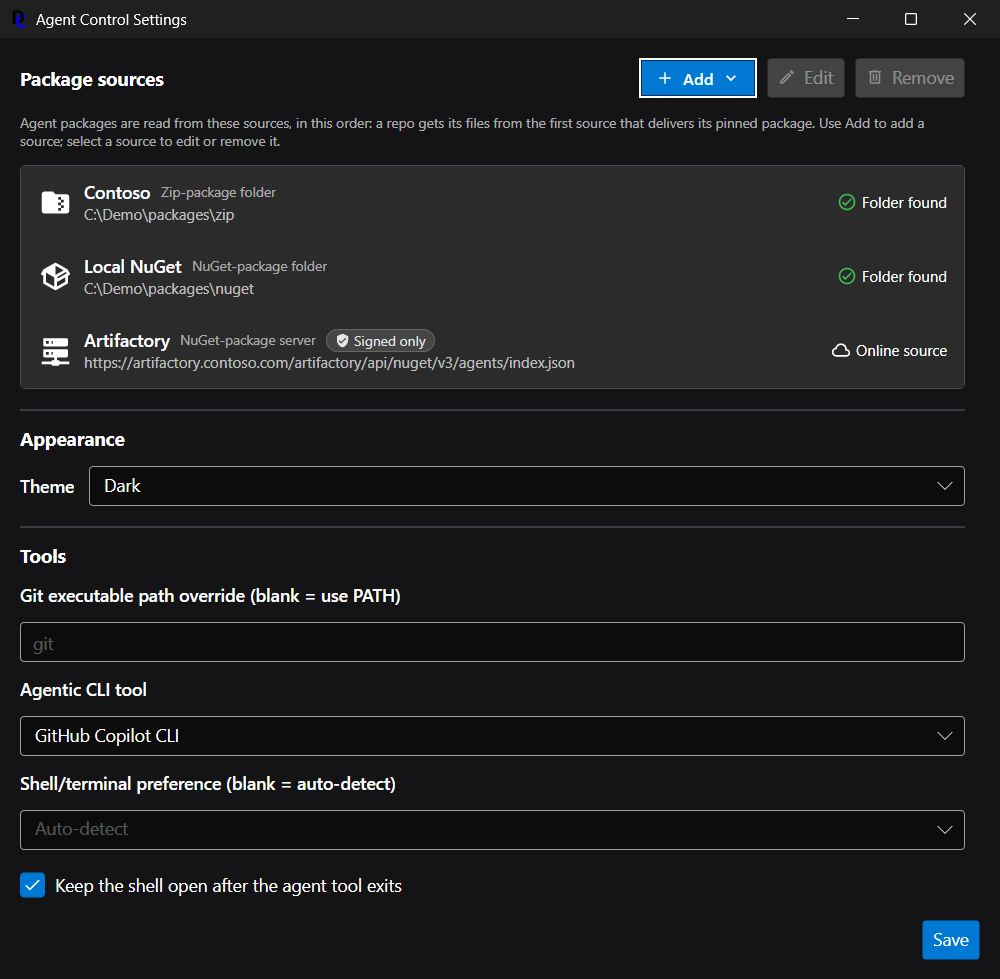 Agent Control Settings
Package sources
Add
Edit
Remove
Agent packages are read from these sources, in this order: a repo gets its files from the first source that delivers its pinned package. Use Add to add a
source; select a source to edit or remove it.
Contoso Zip-package folder
C:\Demo\packages\zip
Folder found
Local NuGet NuGet-package folder
C:\Demo\packages\nuget
Folder found
Artifactory NuGet-package server Signed only
https://artifactory.contoso.com/artifactory/api/nuget/v3/agents/index.json
Online source
Appearance
Theme Dark
Tools
Git executable path override (blank = use PATH)
git
Agentic CLI tool
GitHub Copilot CLI
Shell/terminal preference (blank = auto-detect)
Auto-detect
Keep the shell open after the agent tool exits
Save